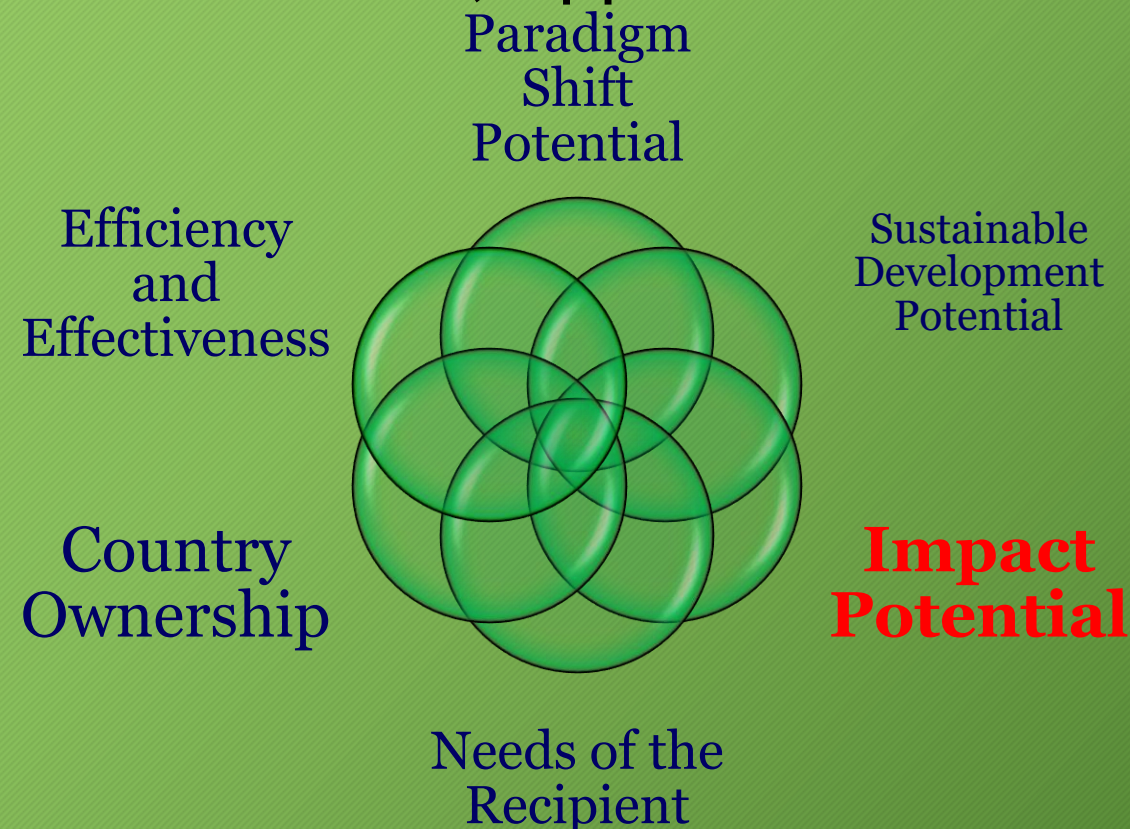 Paradigm
Shift
Potential
Efficiency
and
Effectiveness
Sustainable
Development
Potential
Country
Ownership
Impact
Potential
Needs of the
Recipient